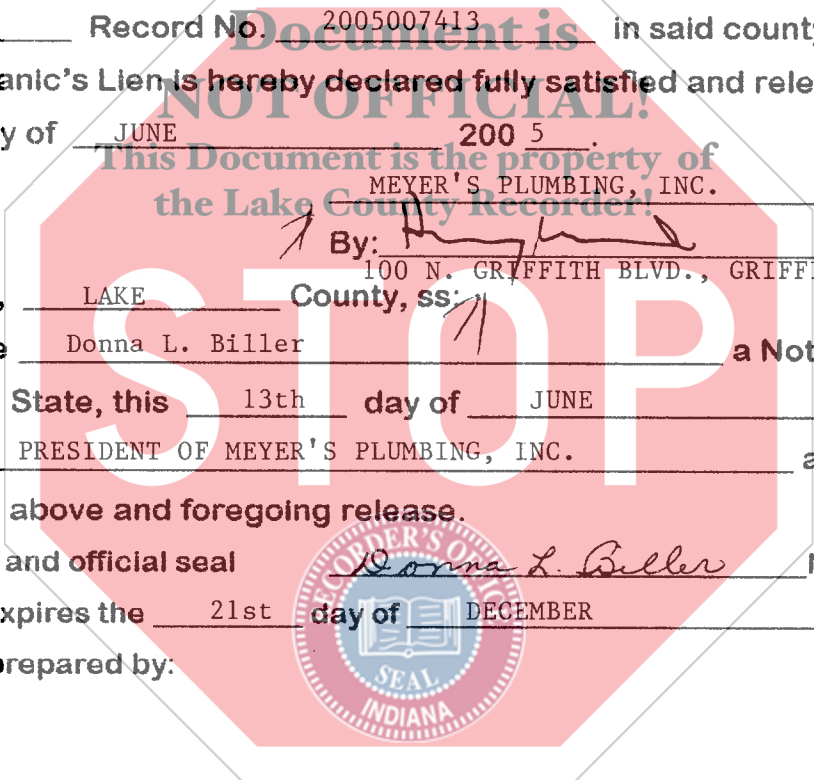 Record No. 2005007413 in said county
Document is
anic's Lien is hereby declared fully satisfied and rele
NOT OFFICIAL!
y of JUNE 200 5.
This Document is the property of
MEYER'S PLUMBING, INC.
the Lake County Recorder!
By:
100 N. GRIFFITH BLVD., GRIFF
, LAKE County, ss:
STOP
e Donna L. Biller a Not
State, this 13th day of JUNE
PRESIDENT OF MEYER'S PLUMBING, INC. a
above and foregoing release.
and official seal Donna L. Biller
xpires the 21st day of DECEMBER
prepared by:
RECORDER'S OFFICE
SEAL
INDIANA